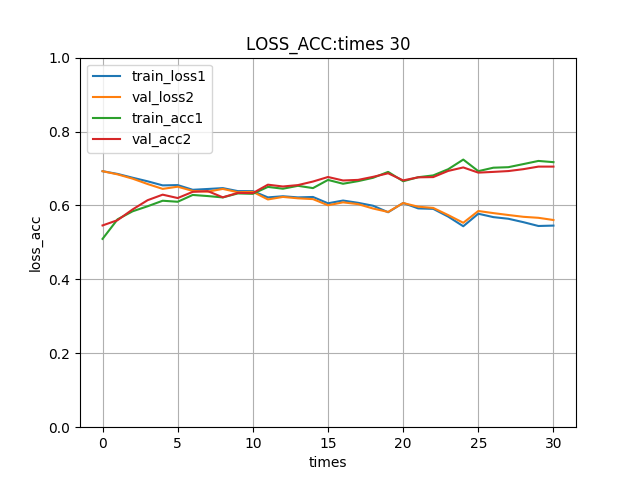 LOSS_ACC:times 30
1.0
train_loss1
val_loss2
train_acc1
val_acc2
0.8
0.6
0.4
0.2
0.0
loss_acc
0 5 10 15 20 25 30
times